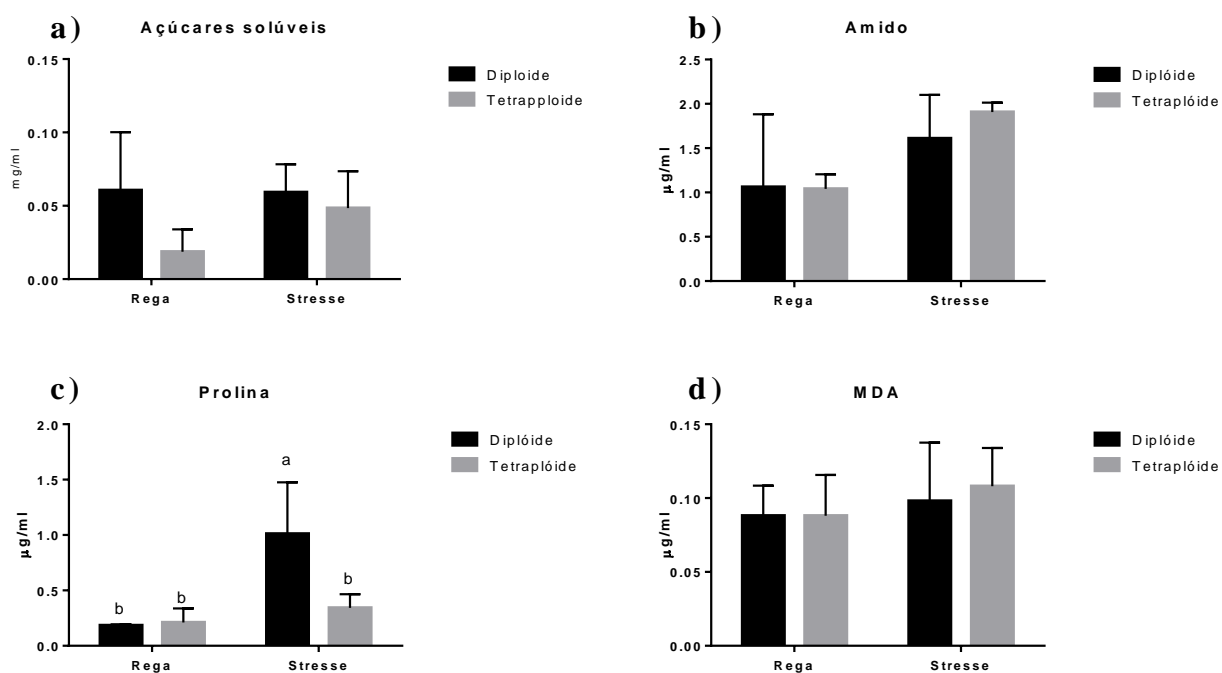 a)
Açúcares solúveis
0.15
0.10
0.05
0.00
mg/ml
Rega
Stresse
Diploide
Tetrapploide
b)
Amido
2.5
2.0
1.5
1.0
0.5
0.0
µg/ml
Rega
Stresse
Diplóide
Tetraplóide
c)
Prolina
2.0
1.5
1.0
0.5
0.0
µg/ml
b
b
a
b
Rega
Stresse
Diplóide
Tetraplóide
d)
MDA
0.15
0.10
0.05
0.00
µg/ml
Rega
Stresse
Diplóide
Tetraplóide